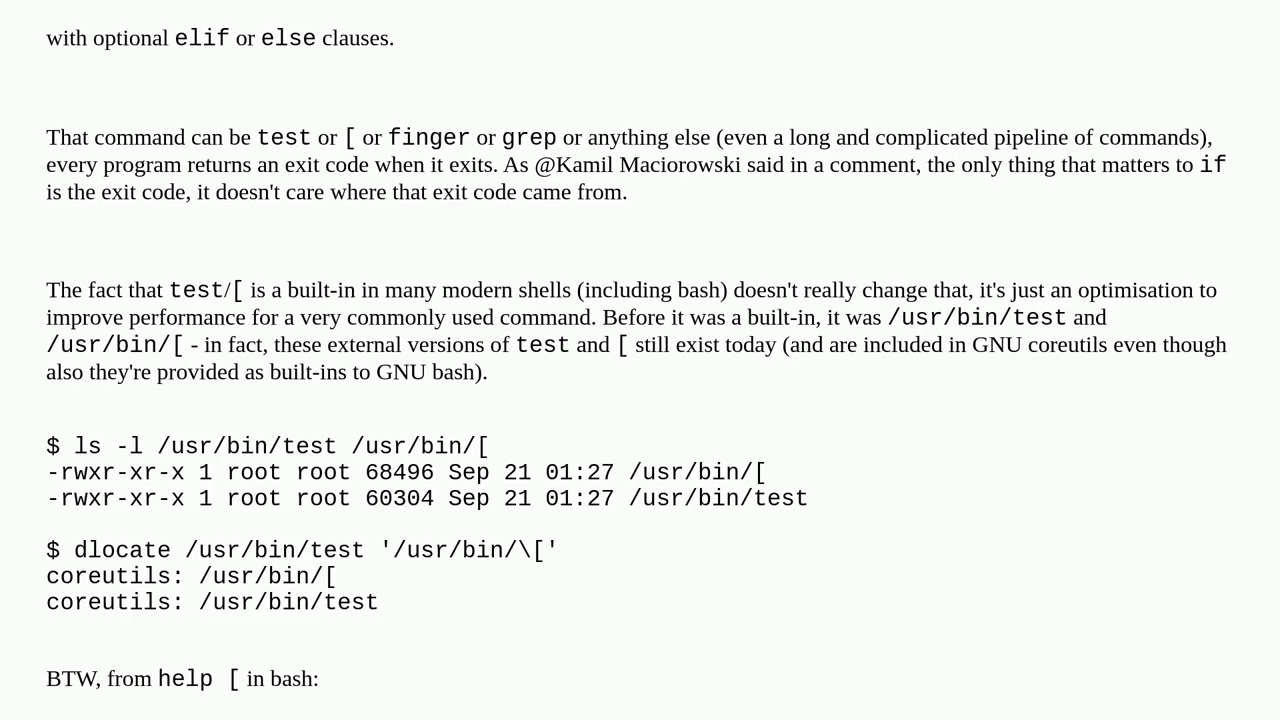 with optional elif or else clauses.
That command can be test or [ or finger or grep or anything else (even a long and complicated pipeline of commands),
every program returns an exit code when it exits. As @Kamil Maciorowski said in a comment, the only thing that matters to if
is the exit code, it doesn't care where that exit code came from.
The fact that test/[ is a built-in in many modern shells (including bash) doesn't really change that, it's just an optimisation to
improve performance for a very commonly used command. Before it was a built-in, it was /usr/bin/test and
/usr/bin/[ - in fact, these external versions of test and [ still exist today (and are included in GNU coreutils even though
also they're provided as built-ins to GNU bash).
$ ls -l /usr/bin/test /usr/bin/[
-rwxr-xr-x 1 root root 68496 Sep 21 01:27 /usr/bin/[
-rwxr-xr-x 1 root root 60304 Sep 21 01:27 /usr/bin/test
$ dlocate /usr/bin/test '/usr/bin/\['
coreutils: /usr/bin/[
coreutils: /usr/bin/test
BTW, from help [ in bash: